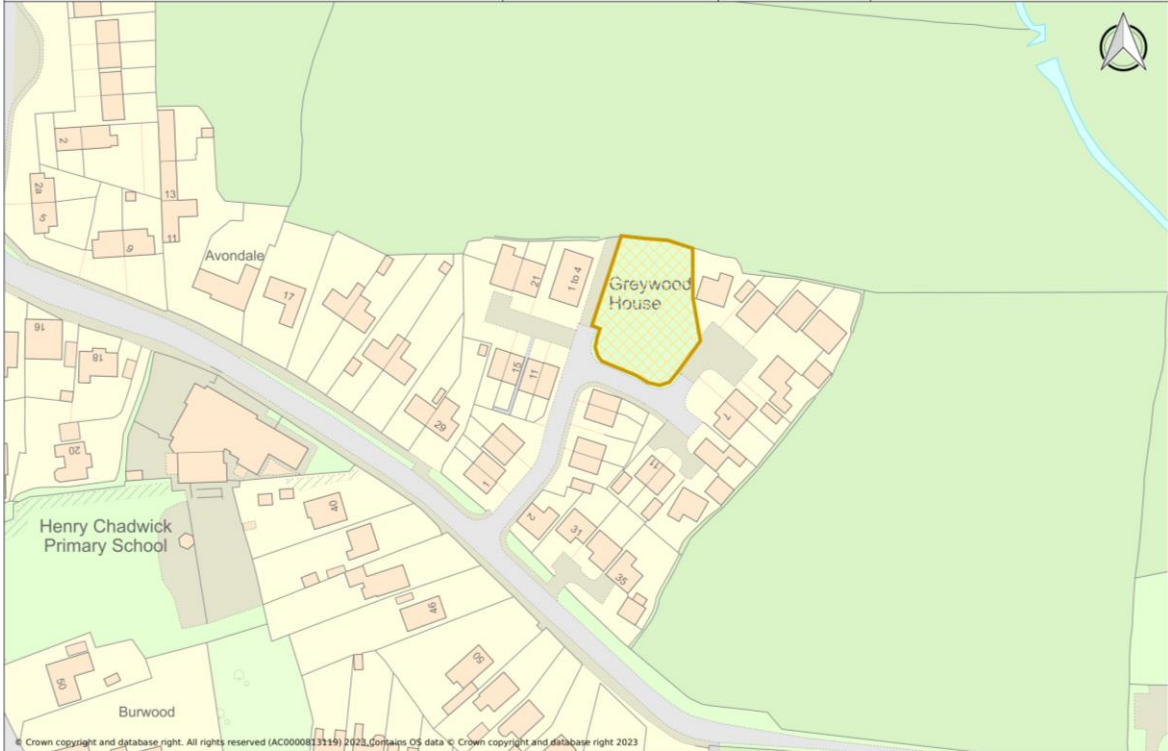 2
2a
5
9
13
11
Avondale
17
21
1 to 4
Greywood
House
16
18
20
15
11
29
1
7
11
2
31
35
40
Henry Chadwick
Primary School
46
50
50
Burwood
© Crown copyright and database right. All rights reserved (AC0000813119) 2023,Contains OS data © Crown copyright and database right 2023